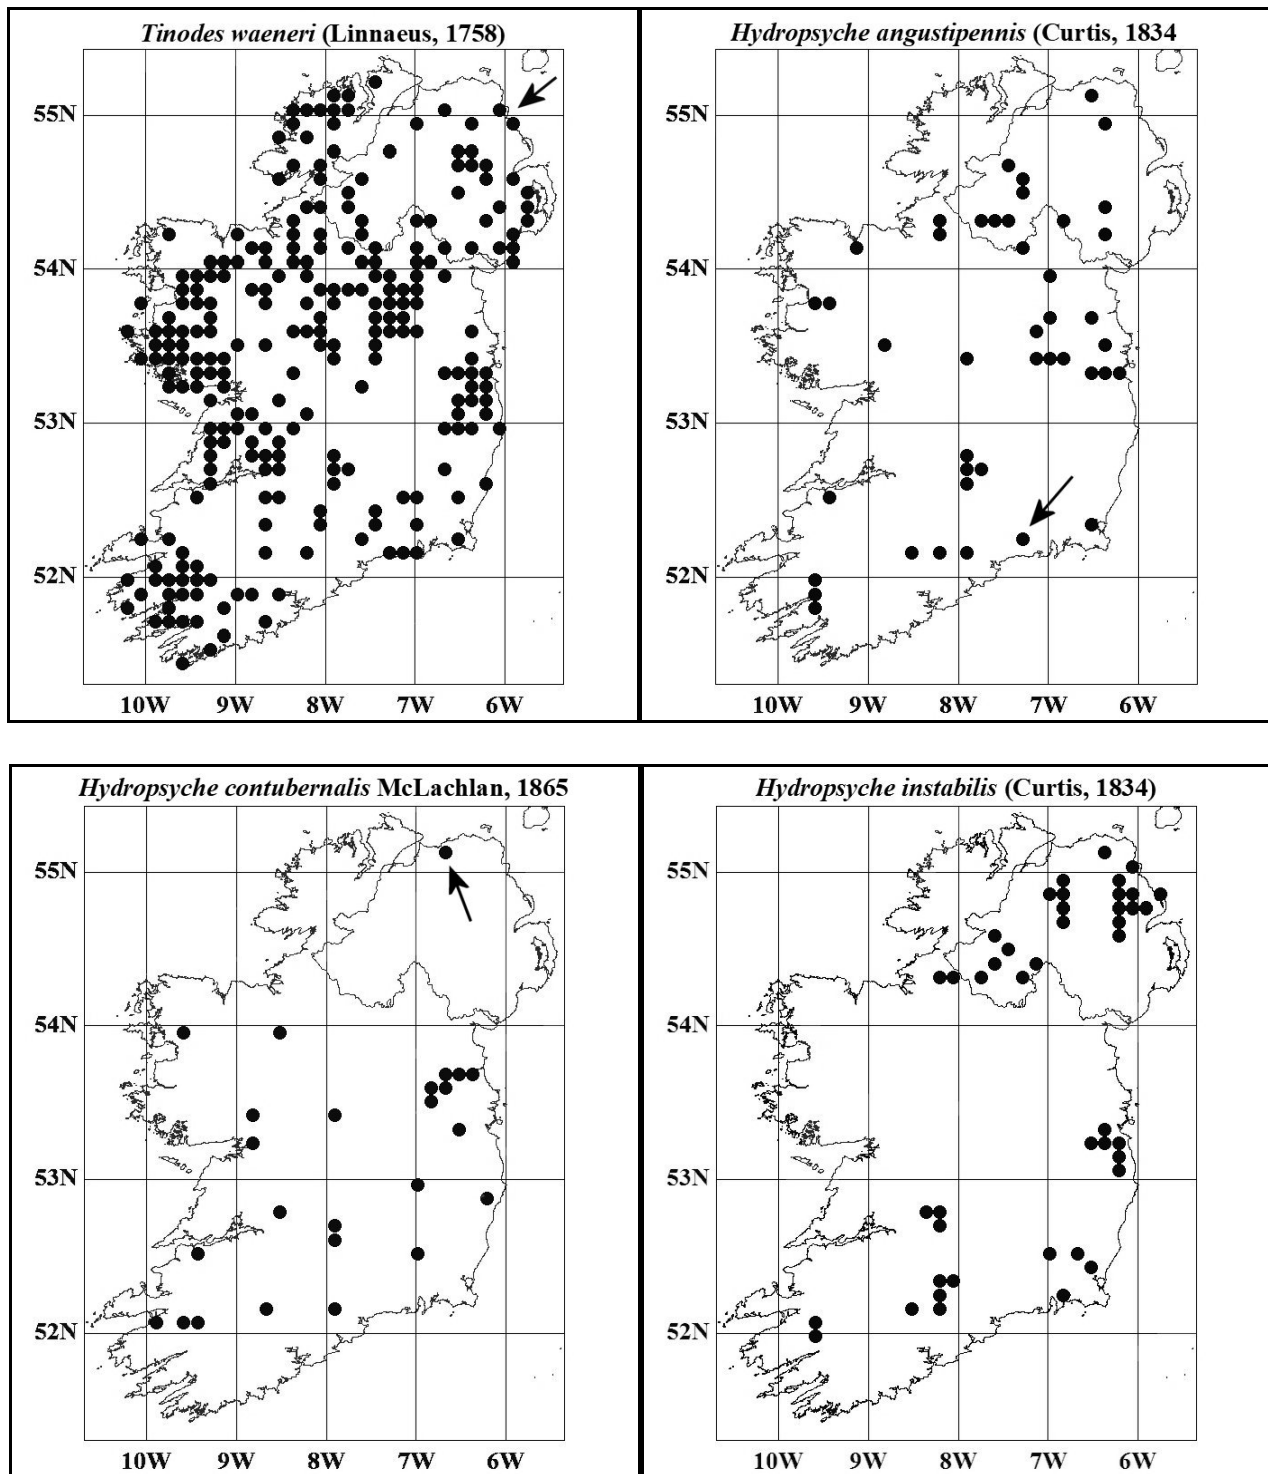 Tinodes waeneri (Linnaeus, 1758)
55N
54N
53N
52N
10W 9W 8W 7W 6W
Hydropsyche angustipennis (Curtis, 1834
55N
54N
53N
52N
10W 9W 8W 7W 6W
Hydropsyche contubernalis McLachlan, 1865
55N
54N
53N
52N
10W 9W 8W 7W 6W
Hydropsyche instabilis (Curtis, 1834)
55N
54N
53N
52N
10W 9W 8W 7W 6W